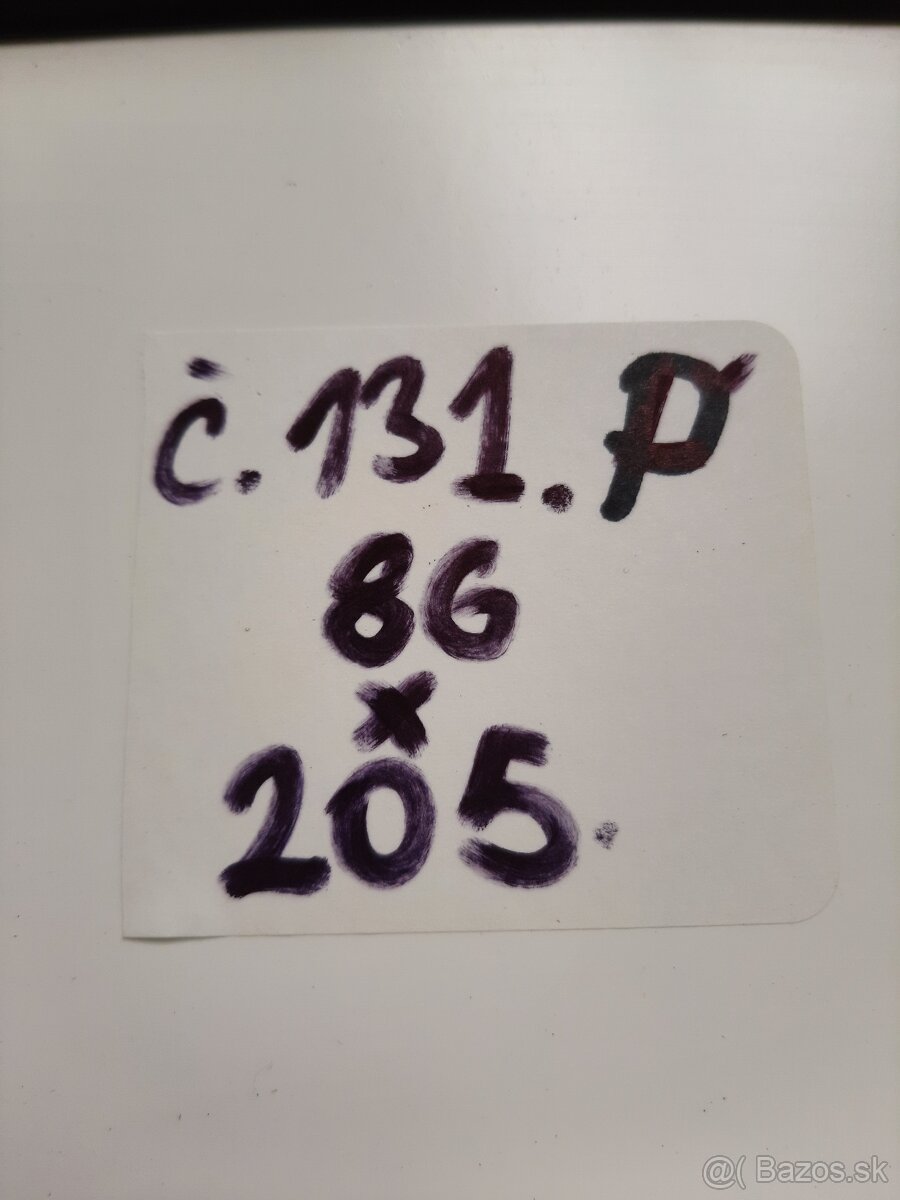 č. 131. P
86
x
205.
@( Bazos.sk